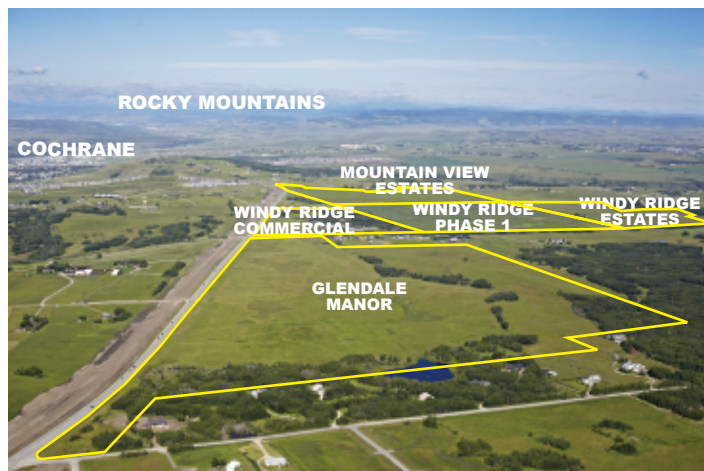 ROCKY MOUNTAINS
COCHRANE
MOUNTAIN VIEW
ESTATES
WINDY RIDGE
COMMERCIAL
WINDY RIDGE
PHASE 1
WINDY RIDGE
ESTATES
GLENDALE
MANOR